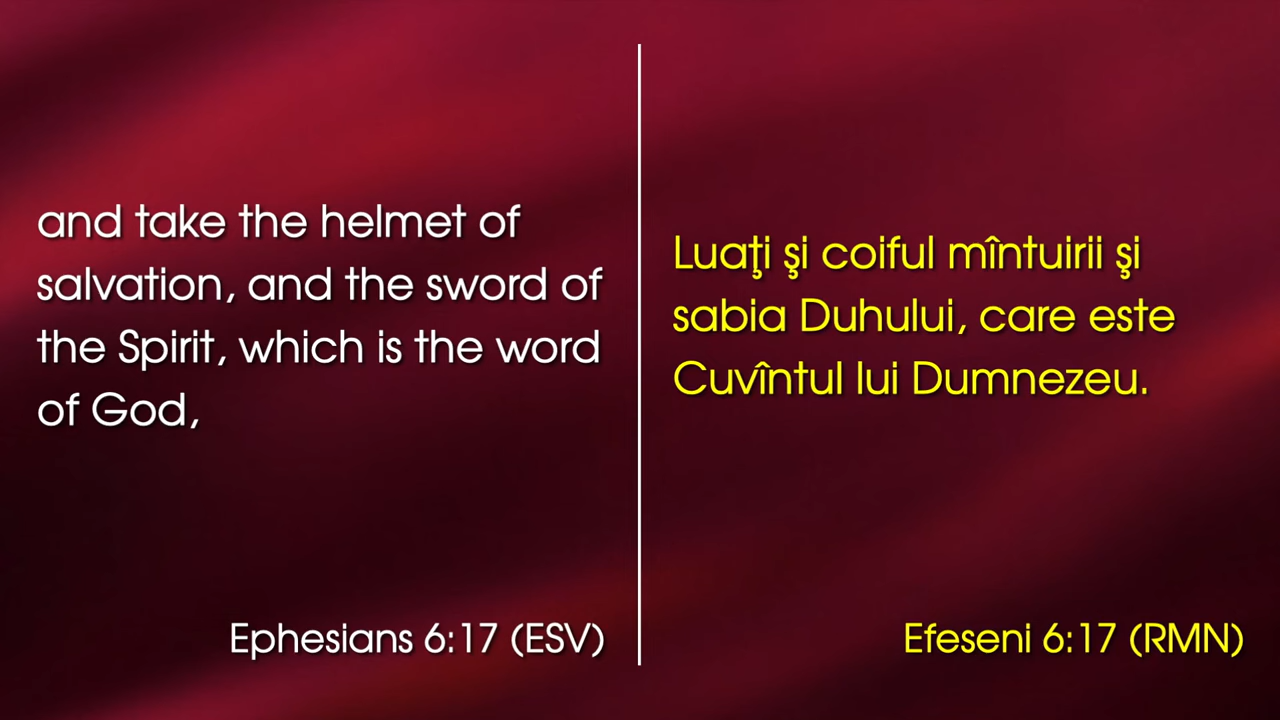 and take the helmet of
salvation, and the sword of
the Spirit, which is the word
of God,
Ephesians 6:17 (ESV)
Luaţi şi coiful mîntuirii şi
sabia Duhului, care este
Cuvîntul lui Dumnezeu.
Efeseni 6:17 (RMN)